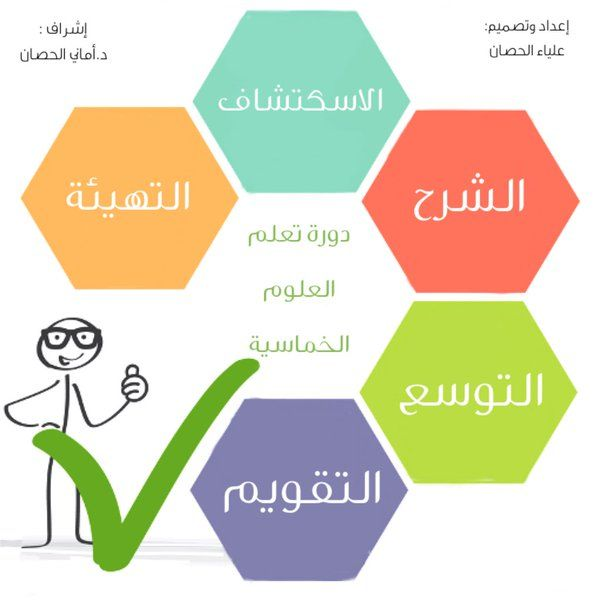 إعداد وتصميم:
علياء الحصان
إشراف :
د.أماني الحصان
الاستكشاف
الشرح
التهيئة
دورة تعلم
العلوم
الخماسية
التوسع
التقويم